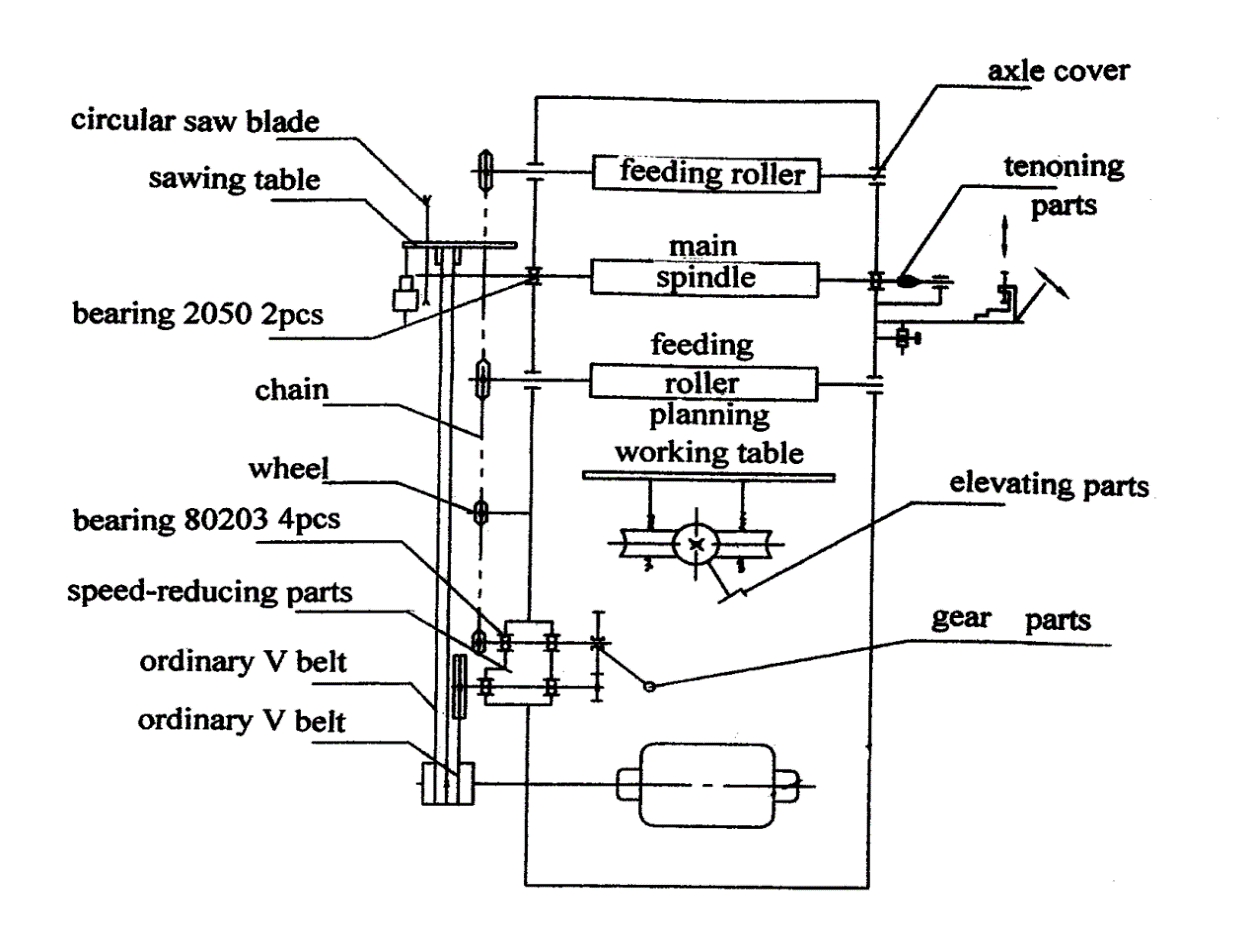 axle cover
circular saw blade
feeding roller
tenoning
parts
sawing table
main
spindle
bearing 2050 2pcs
feeding
roller
planning
chain
working table
wheel
elevating parts
bearing 80203 4pcs
speed-reducing parts
gear parts
ordinary V belt
ordinary V belt